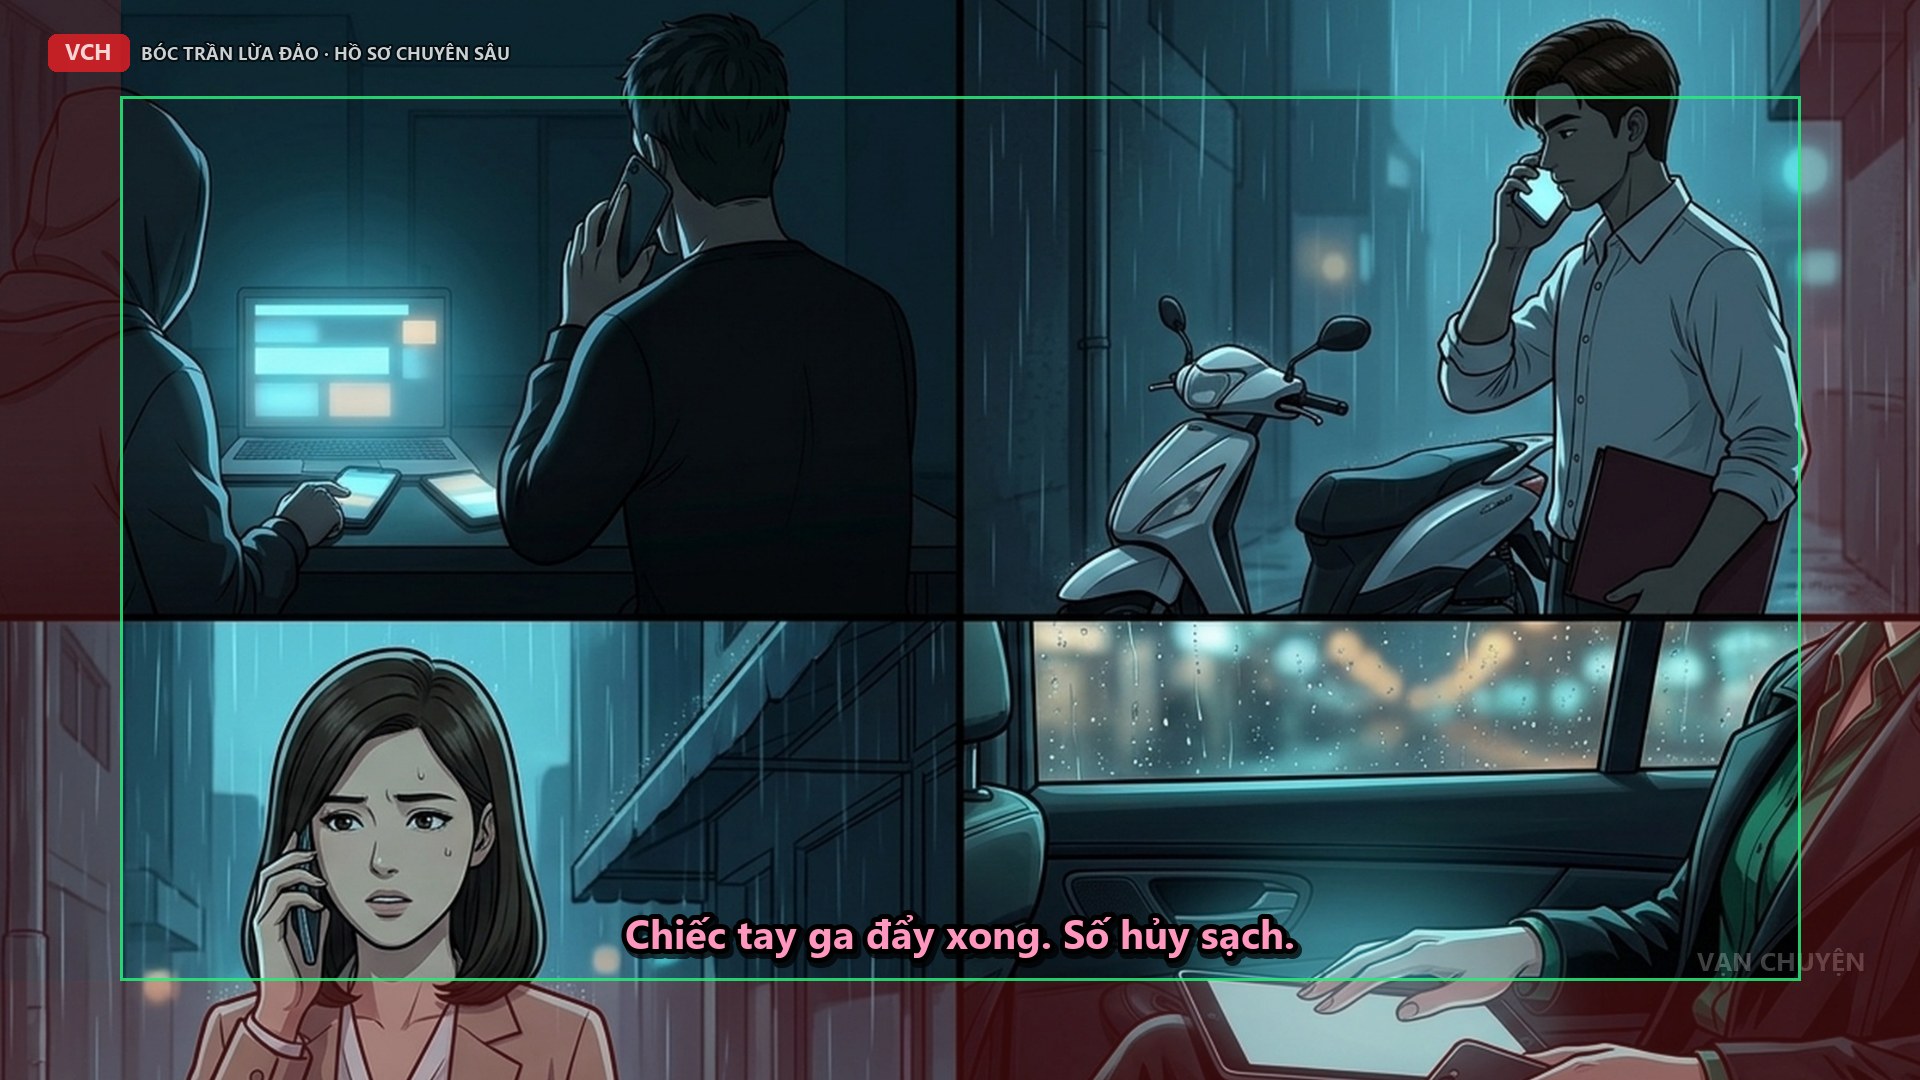 VCH BÓC TRẦN LỪA ĐẢO · HỒ SƠ CHUYÊN SÂU
Chiếc tay ga đẩy xong. Số hủy sạch.
VẠN CHUYỆN